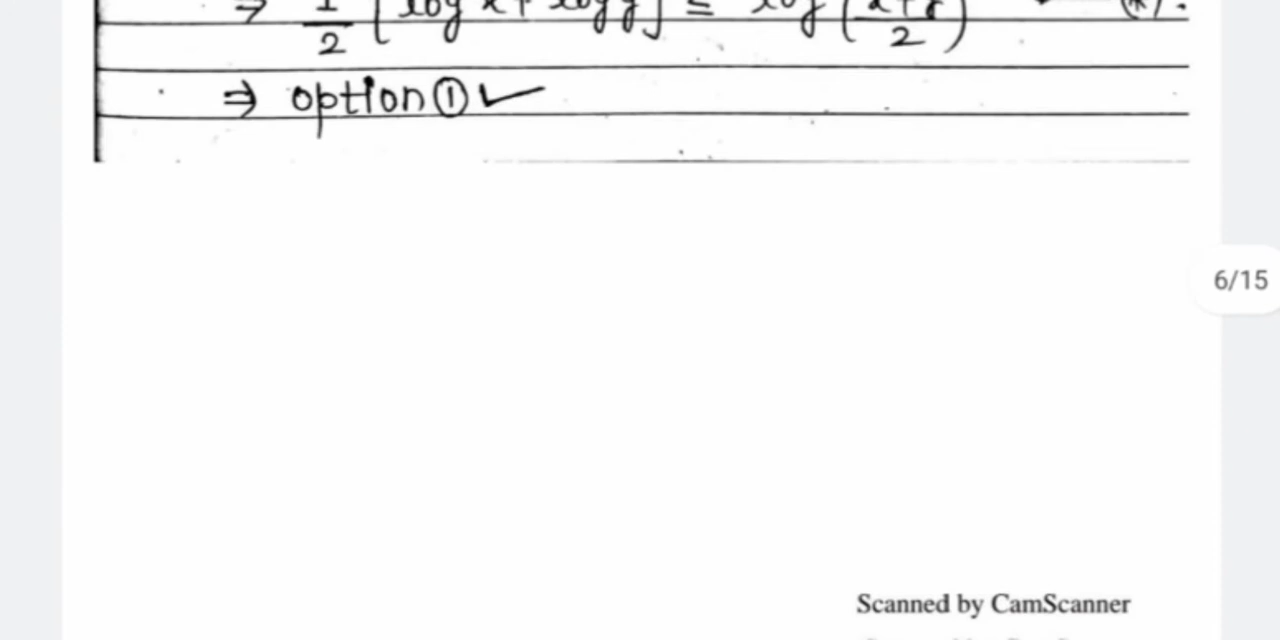 ⇒ 1/2 [log x + log y] ≤ log(x+y/2) (*).
⇒ option ① ✓
6/15
Scanned by CamScanner